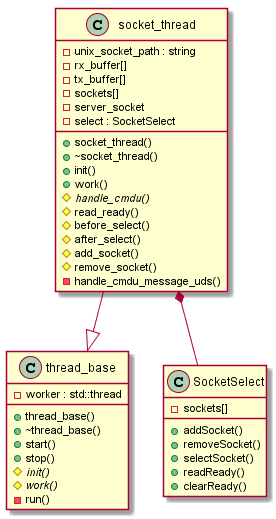 C socket_thread
unix_socket_path : string
rx_buffer[]
tx_buffer[]
sockets[]
server_socket
select : SocketSelect
socket_thread()
~socket_thread()
init()
work()
handle_cmdu()
read_ready()
before_select()
after_select()
add_socket()
remove_socket()
handle_cmdu_message_uds()
C thread_base
worker : std::thread
thread_base()
~thread_base()
start()
stop()
init()
work()
run()
C SocketSelect
sockets[]
addSocket()
removeSocket()
selectSocket()
readReady()
clearReady()